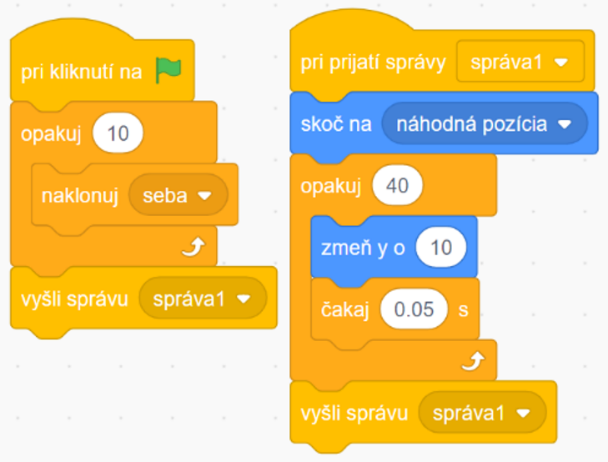 pri kliknutí na
opakuj 10
naklonuj seba
vyšli správu správa1
pri prijatí správy správa1
skoč na náhodná pozícia
opakuj 40
zmeň y o 10
čakaj 0.05 s
vyšli správu správa1